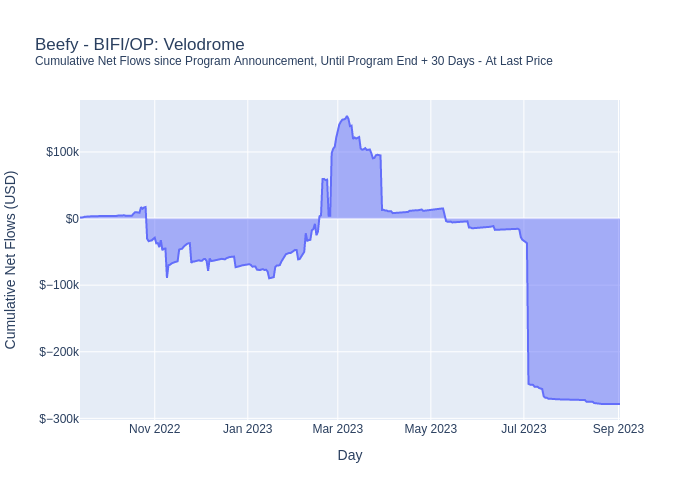 Beefy - BIFI/OP: Velodrome
Cumulative Net Flows since Program Announcement, Until Program End + 30 Days - At Last Price
Cumulative Net Flows (USD)
$100k
$0
$−100k
$−200k
$−300k
Nov 2022 Jan 2023 Mar 2023 May 2023 Jul 2023 Sep 2023
Day